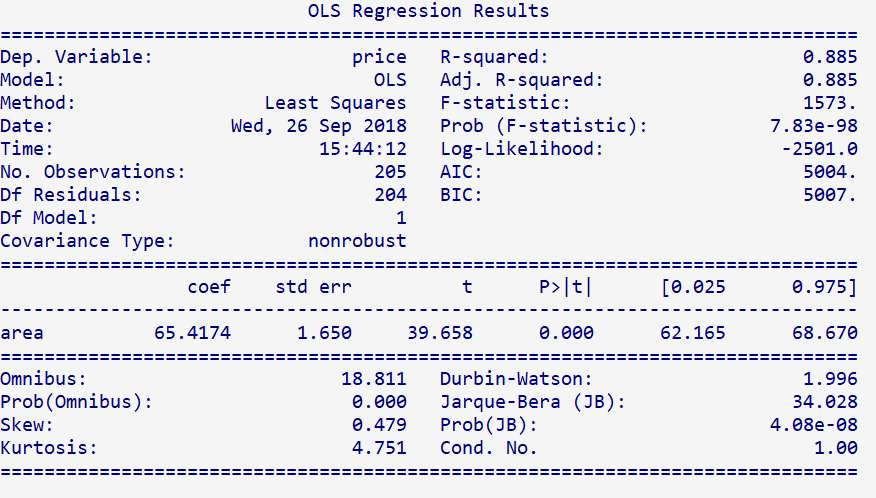 OLS Regression Results
==============================================================================
Dep. Variable:                  price   R-squared:                       0.885
Model:                            OLS   Adj. R-squared:                  0.885
Method:                 Least Squares   F-statistic:                     1573.
Date:                Wed, 26 Sep 2018   Prob (F-statistic):           7.83e-98
Time:                        15:44:12   Log-Likelihood:                -2501.0
No. Observations:                 205   AIC:                             5004.
Df Residuals:                     204   BIC:                             5007.
Df Model:                           1
Covariance Type:            nonrobust
==============================================================================
                 coef    std err          t      P>|t|      [0.025      0.975]
------------------------------------------------------------------------------
area          65.4174      1.650     39.658      0.000      62.165      68.670
==============================================================================
Omnibus:                       18.811   Durbin-Watson:                   1.996
Prob(Omnibus):                  0.000   Jarque-Bera (JB):               34.028
Skew:                           0.479   Prob(JB):                     4.08e-08
Kurtosis:                       4.751   Cond. No.                         1.00
==============================================================================